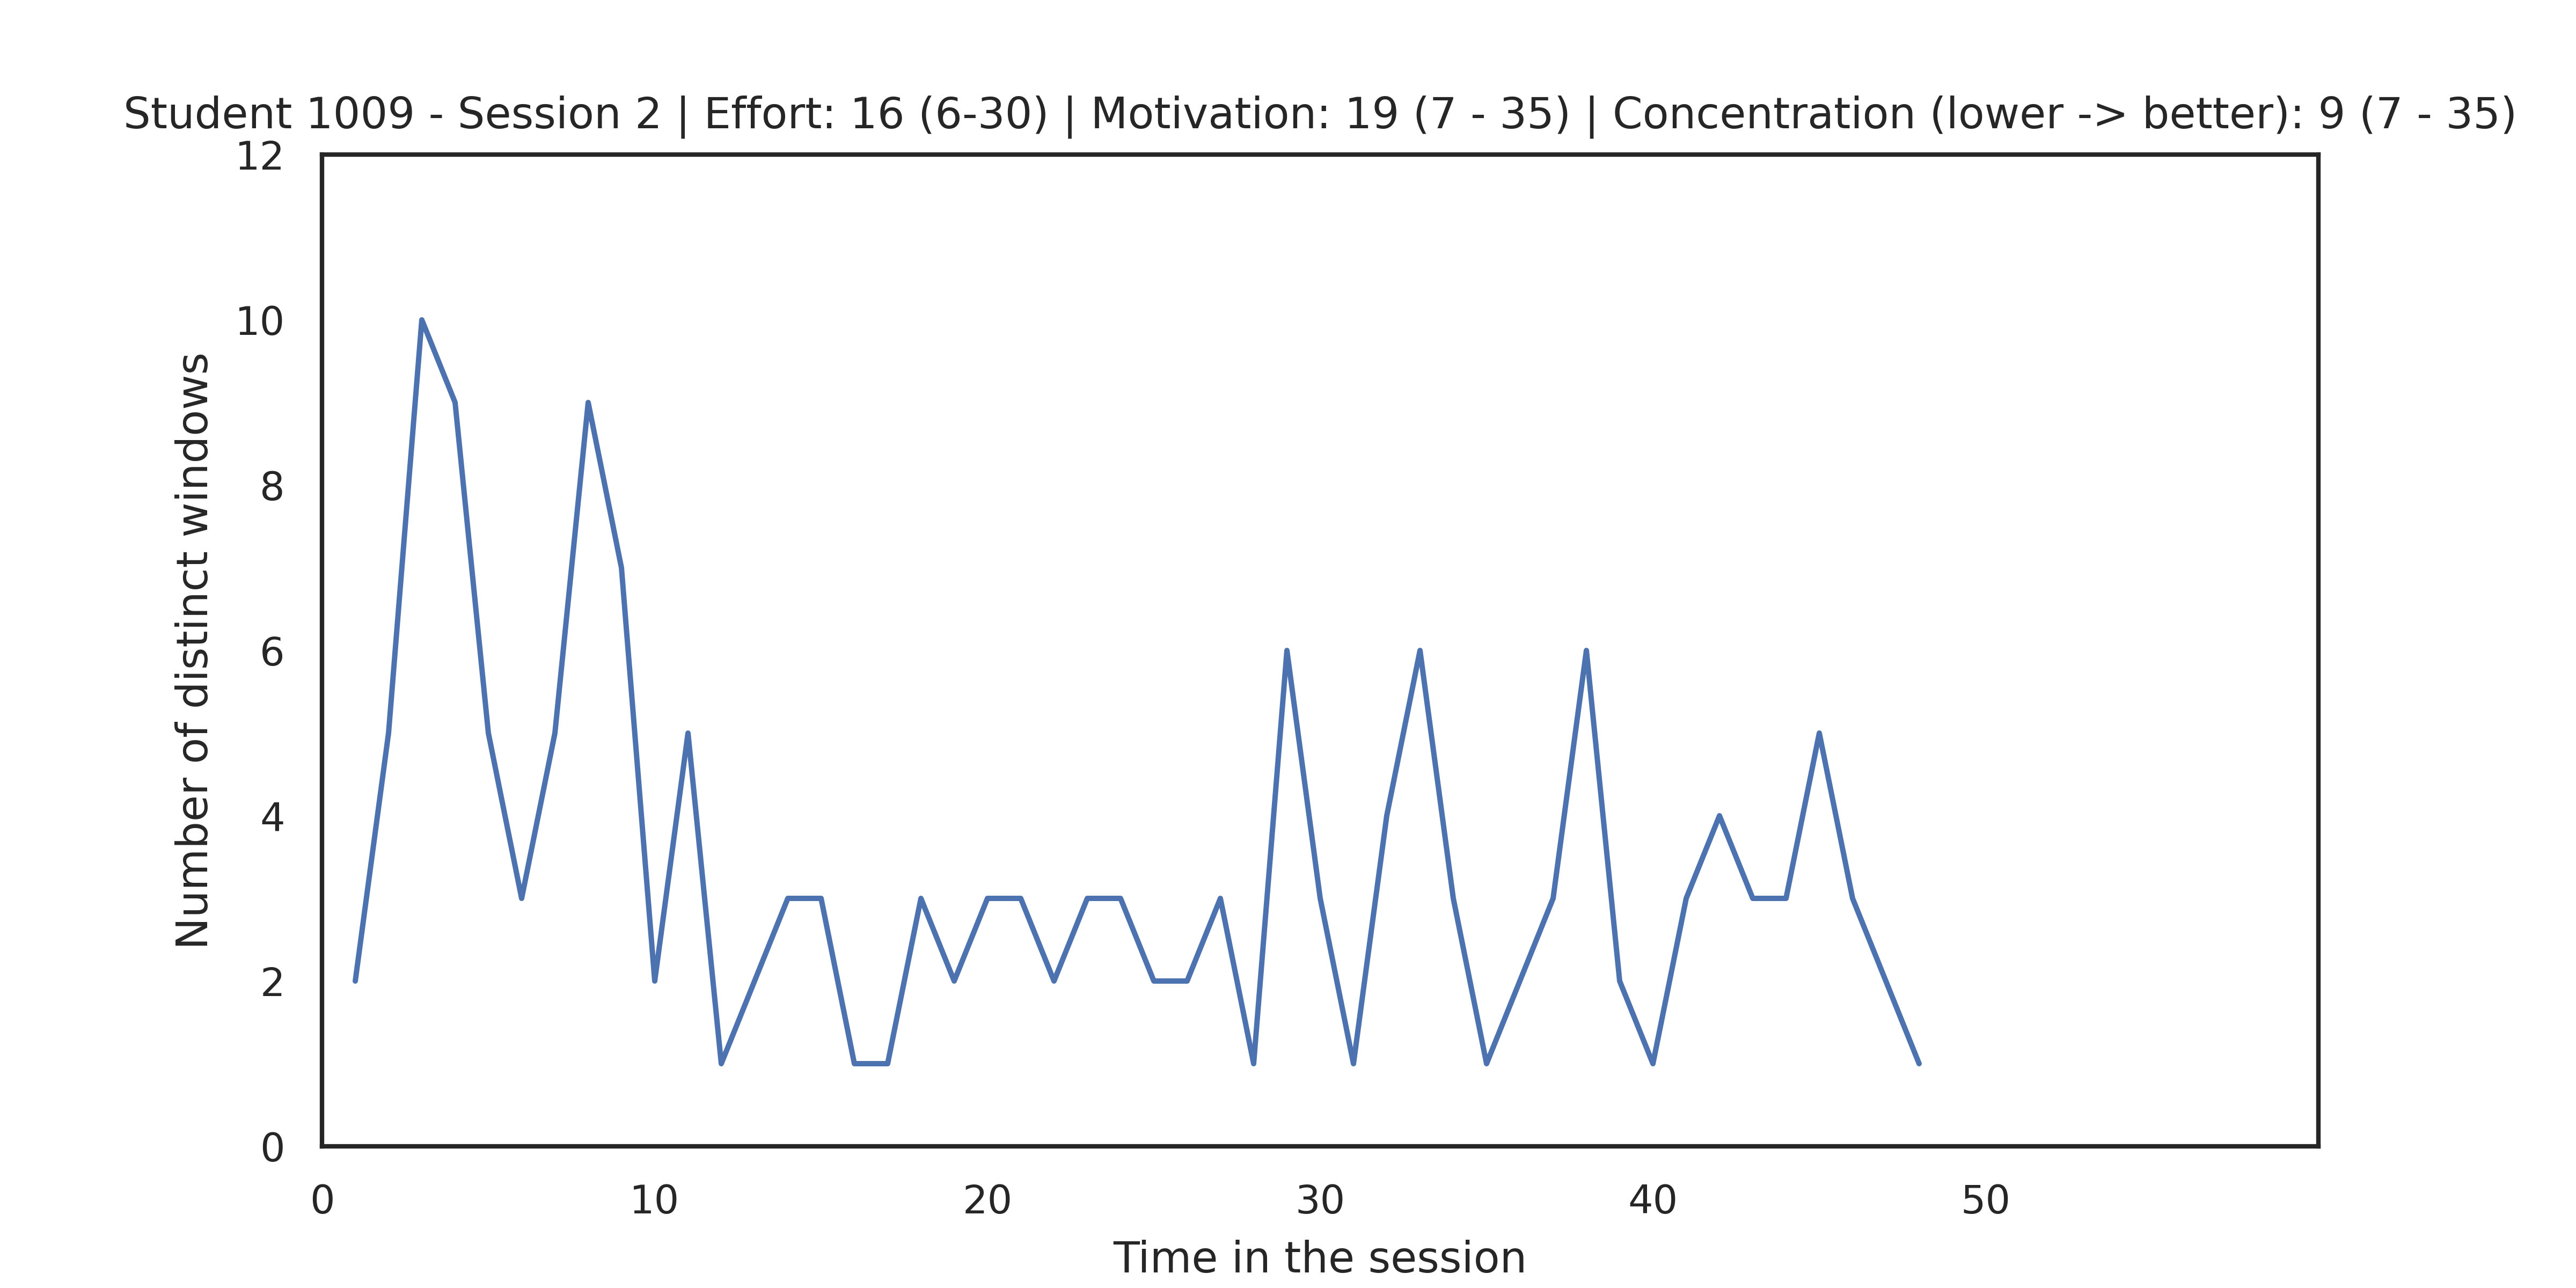 Student 1009 - Session 2 | Effort: 16 (6-30) | Motivation: 19 (7 - 35) | Concentration (lower -> better): 9 (7 - 35)
12
10
8
6
4
2
0
Number of distinct windows
0 10 20 30 40 50
Time in the session